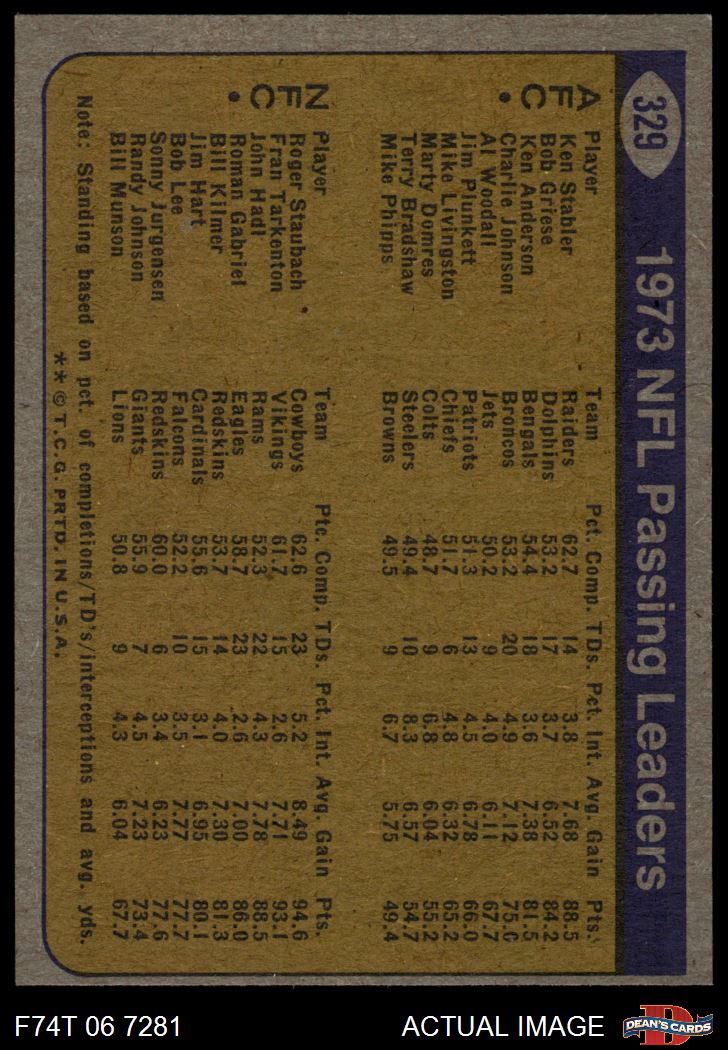 329 1973 NFL Passing Leaders
AFC • Player Team Pct. Comp. TDs. Pct. Int. Avg. Gain Pts.
Ken Stabler Raiders 62.7 14 3.8 7.68 88.5
Bob Griese Dolphins 53.2 17 3.7 6.52 84.2
Ken Anderson Bengals 54.4 18 3.6 7.38 81.5
Charlie Johnson Broncos 53.2 20 4.9 7.12 75.0
Al Woodall Jets 50.2 9 4.0 6.11 67.7
Jim Plunkett Patriots 51.3 13 4.5 6.78 66.0
Mike Livingston Chiefs 51.7 6 4.8 6.32 65.2
Marty Domres Colts 48.7 9 6.8 6.04 55.2
Terry Bradshaw Steelers 49.4 10 8.3 6.57 54.7
Mike Phipps Browns 49.5 9 6.7 5.75 49.4
NFC • Player Team Ptc. Comp. TDs. Pct. Int. Avg. Gain Pts.
Roger Staubach Cowboys 62.6 23 5.2 8.49 94.6
Fran Tarkenton Vikings 61.7 15 2.6 7.71 93.1
John Hadl Rams 52.3 22 4.3 7.78 88.5
Roman Gabriel Eagles 58.7 23 2.6 7.00 86.0
Bill Kilmer Redskins 53.7 14 4.0 7.30 81.3
Jim Hart Cardinals 55.6 15 3.1 6.95 80.1
Bob Lee Falcons 52.2 10 3.5 7.77 77.7
Sonny Jurgensen Redskins 60.0 6 3.4 6.23 77.6
Randy Johnson Giants 55.9 7 4.5 7.23 73.4
Bill Munson Lions 50.8 9 4.3 6.04 67.7
Note: Standing based on pct. of completions/TD's/interceptions and avg. yds.
**© T.C.G. PRTD. IN U.S.A.
F74T 06 7281 ACTUAL IMAGE D DEAN'S CARDS